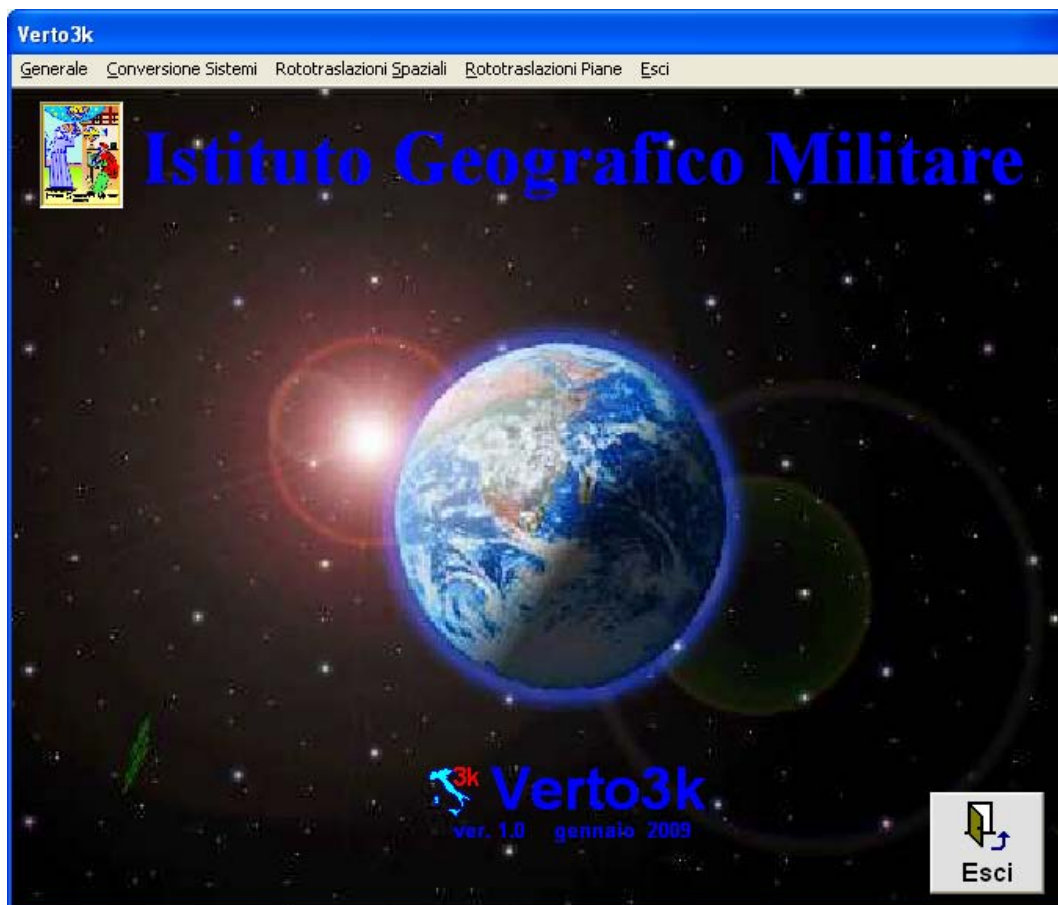 Verto3k
Generale Conversione Sistemi Rototraslazioni Spaziali Rototraslazioni Piane Esci
Istituto Geografico Militare
3k Verto3k
ver. 1.0 gennaio 2009
Esci